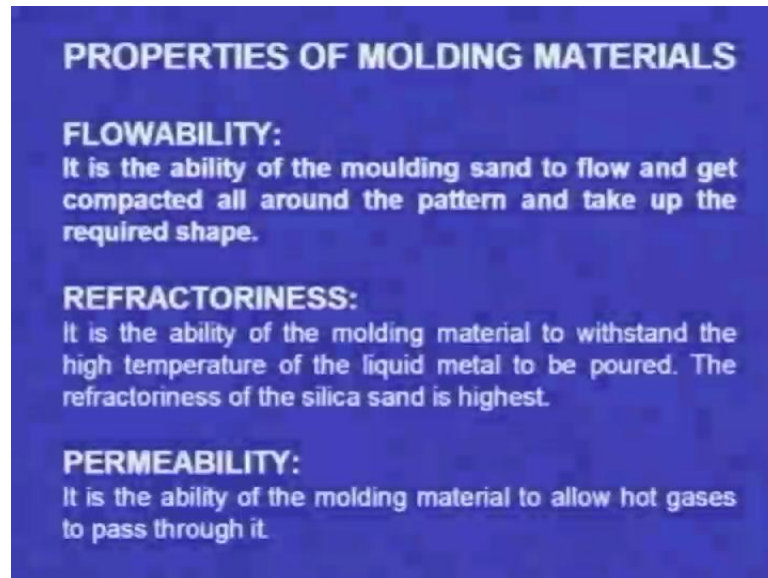 PROPERTIES OF MOLDING MATERIALS
FLOWABILITY:
It is the ability of the moulding sand to flow and get
compacted all around the pattern and take up the
required shape.
REFRACTORINESS:
It is the ability of the molding material to withstand the
high temperature of the liquid metal to be poured. The
refractoriness of the silica sand is highest.
PERMEABILITY:
It is the ability of the molding material to allow hot gases
to pass through it.